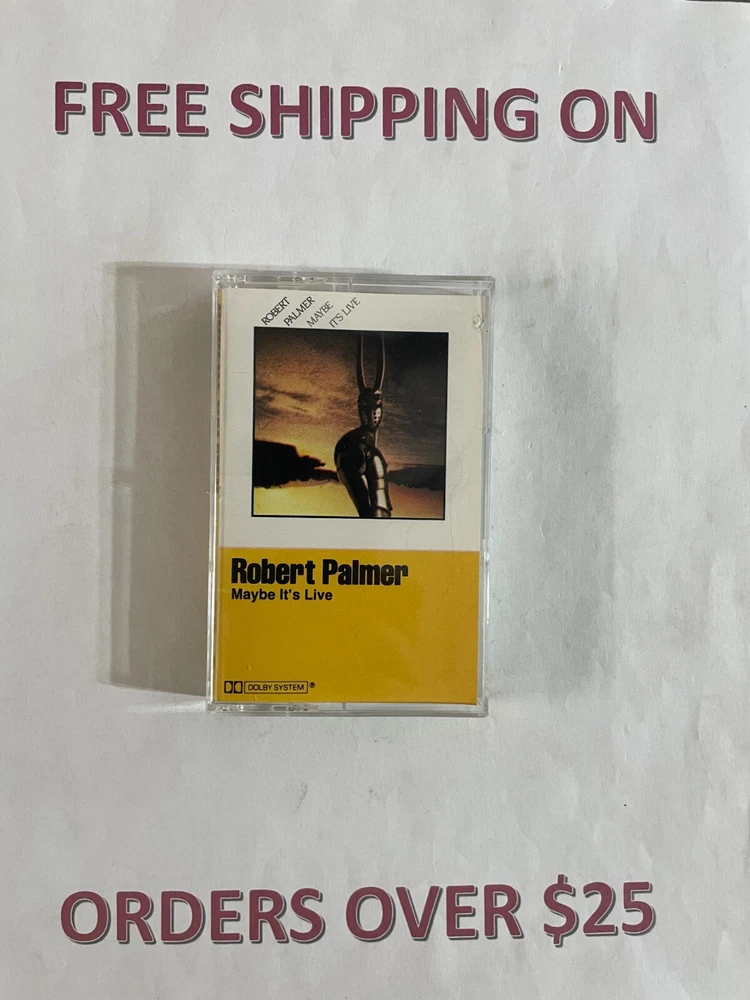 FREE SHIPPING ON
ROBERT
PALMER
MAYBE
IT'S LIVE
Robert Palmer
Maybe It's Live
DOLBY SYSTEM ®
ORDERS OVER $25